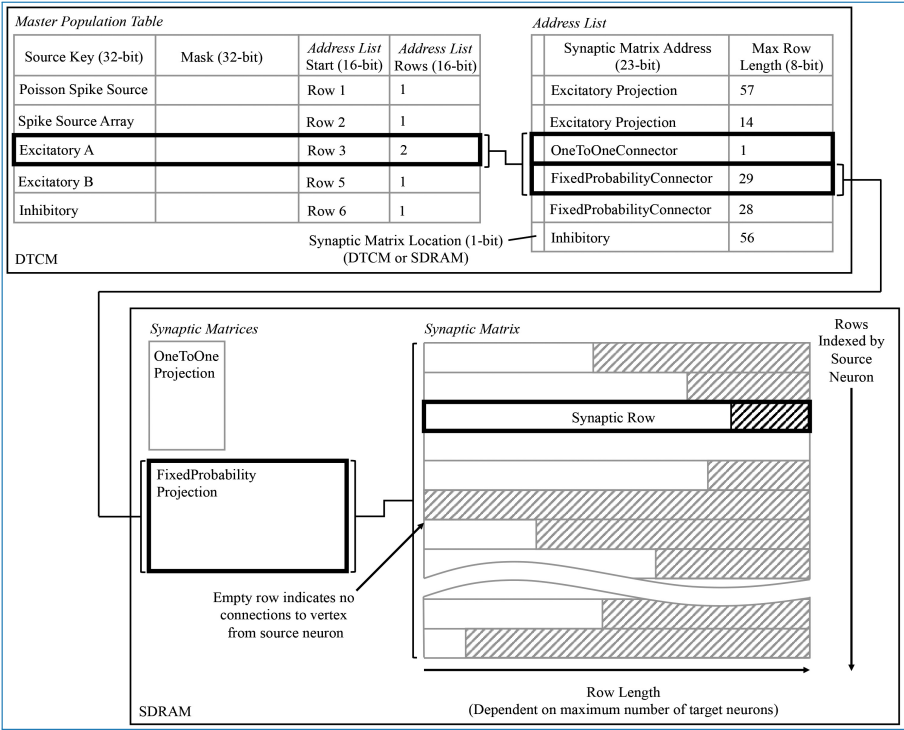 Master Population Table
Source Key (32-bit)
Mask (32-bit)
Address List
Start (16-bit)
Address List
Rows (16-bit)
Poisson Spike Source
Row 1
1
Spike Source Array
Row 2
1
Excitatory A
Row 3
2
Excitatory B
Row 5
1
Inhibitory
Row 6
1
Address List
Synaptic Matrix Address
(23-bit)
Max Row
Length (8-bit)
Excitatory Projection
57
Excitatory Projection
14
OneToOneConnector
1
FixedProbabilityConnector
29
FixedProbabilityConnector
28
Inhibitory
56
Synaptic Matrix Location (1-bit)
(DTCM or SDRAM)
DTCM
Synaptic Matrices
OneToOne
Projection
FixedProbability
Projection
Synaptic Matrix
Synaptic Row
Rows
Indexed by
Source
Neuron
Empty row indicates no
connections to vertex
from source neuron
Row Length
(Dependent on maximum number of target neurons)
SDRAM